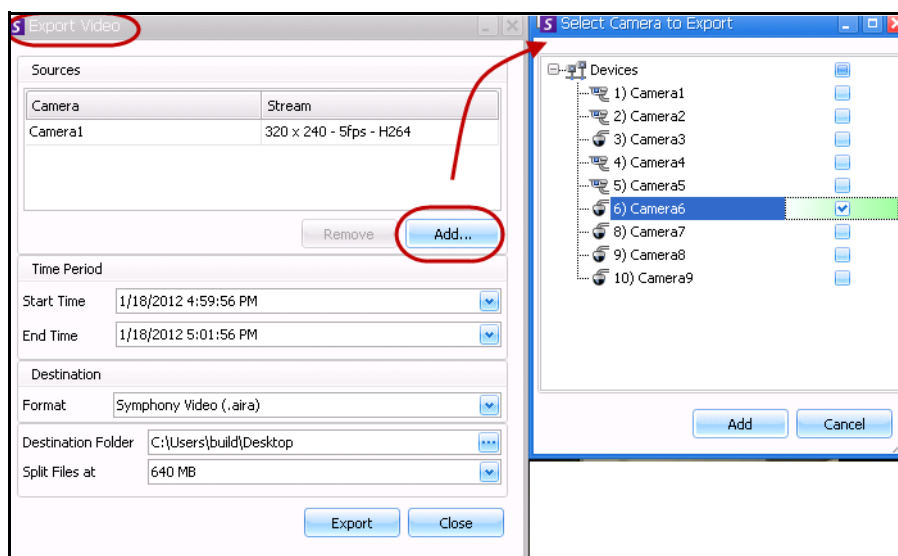 Export Video
Sources
Camera Stream
Camera1 320 x 240 - 5fps - H264
Remove Add...
Time Period
Start Time 1/18/2012 4:59:56 PM
End Time 1/18/2012 5:01:56 PM
Destination
Format Symphony Video (.aira)
Destination Folder C:\Users\build\Desktop
Split Files at 640 MB
Export Close
Select Camera to Export
Devices
1) Camera1
2) Camera2
3) Camera3
4) Camera4
5) Camera5
6) Camera6
8) Camera7
9) Camera8
10) Camera9
Add Cancel